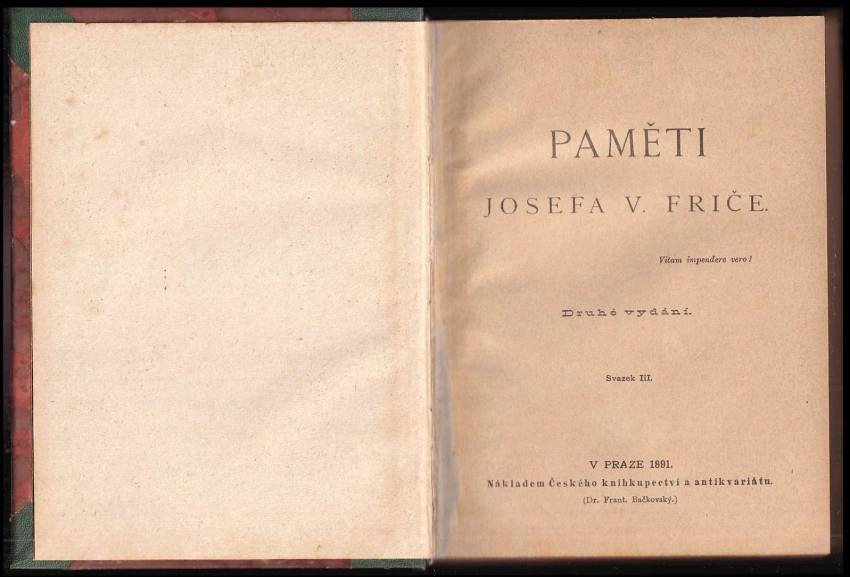 PAMĚTI
JOSEFA V. FRIČE.
Vitam impendere vero!
Druhé vydání.
Svazek III.
V PRAZE 1891.
Nákladem Českého knihkupectví a antikvariátu.
(Dr. Frant. Bačkovský.)